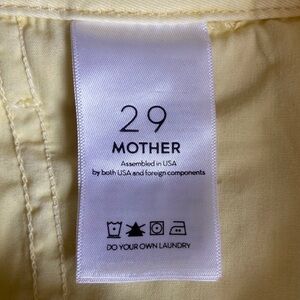 29
MOTHER
Assembled in USA
by both USA and foreign components
DO YOUR OWN LAUNDRY